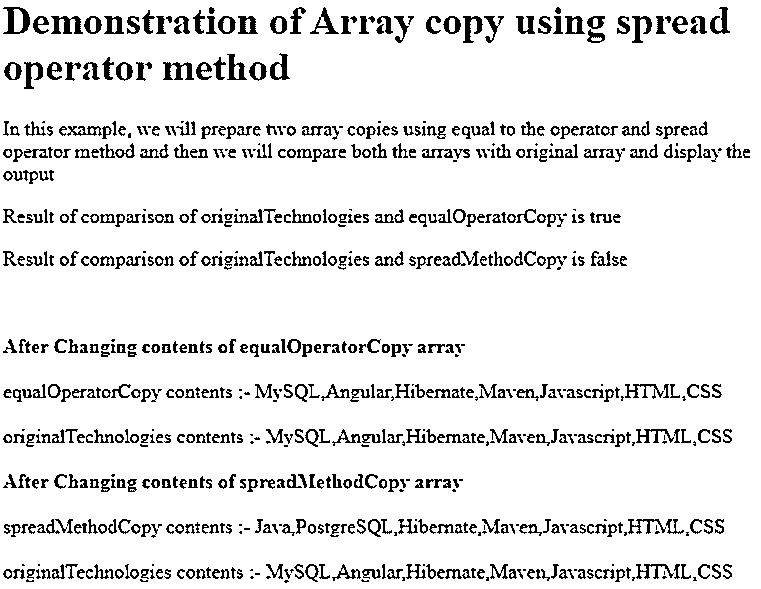 Demonstration of Array copy using spread
operator method
In this example, we will prepare two array copies using equal to the operator and spread
operator method and then we will compare both the arrays with original array and display the
output
Result of comparison of originalTechnologies and equalOperatorCopy is true
Result of comparison of originalTechnologies and spreadMethodCopy is false
After Changing contents of equalOperatorCopy array
equalOperatorCopy contents :- MySQL,Angular,Hibernate,Maven,Javascript,HTML,CSS
originalTechnologies contents :- MySQL,Angular,Hibernate,Maven,Javascript,HTML,CSS
After Changing contents of spreadMethodCopy array
spreadMethodCopy contents :- Java,PostgreSQL,Hibernate,Maven,Javascript,HTML,CSS
originalTechnologies contents :- MySQL,Angular,Hibernate,Maven,Javascript,HTML,CSS